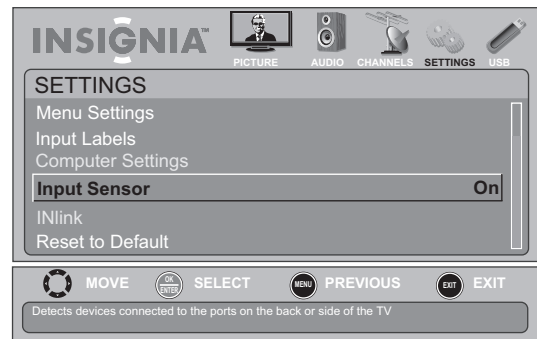 INSIGNIA™
PICTURE AUDIO CHANNELS SETTINGS USB
SETTINGS
Menu Settings
Input Labels
Computer Settings
Input Sensor On
INlink
Reset to Default
MOVE OK ENTER SELECT MENU PREVIOUS EXIT EXIT
Detects devices connected to the ports on the back or side of the TV